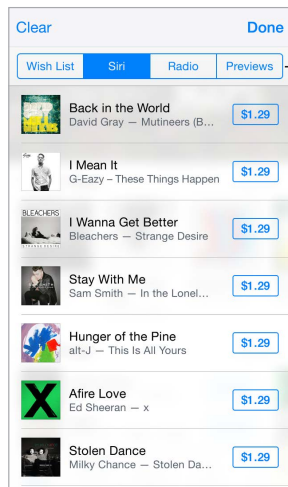 Clear
Done
Wish List
Siri
Radio
Previews
Back in the World
David Gray — Mutineers (B...
$1.29
I Mean It
G-Eazy – These Things Happen
$1.29
BLEACHERS
I Wanna Get Better
Bleachers — Strange Desire
$1.29
Stay With Me
Sam Smith — In the Lonel...
$1.29
Hunger of the Pine
alt-J — This Is All Yours
$1.29
Afire Love
Ed Sheeran — x
$1.29
Stolen Dance
Milky Chance — Stolen Da...
$1.29